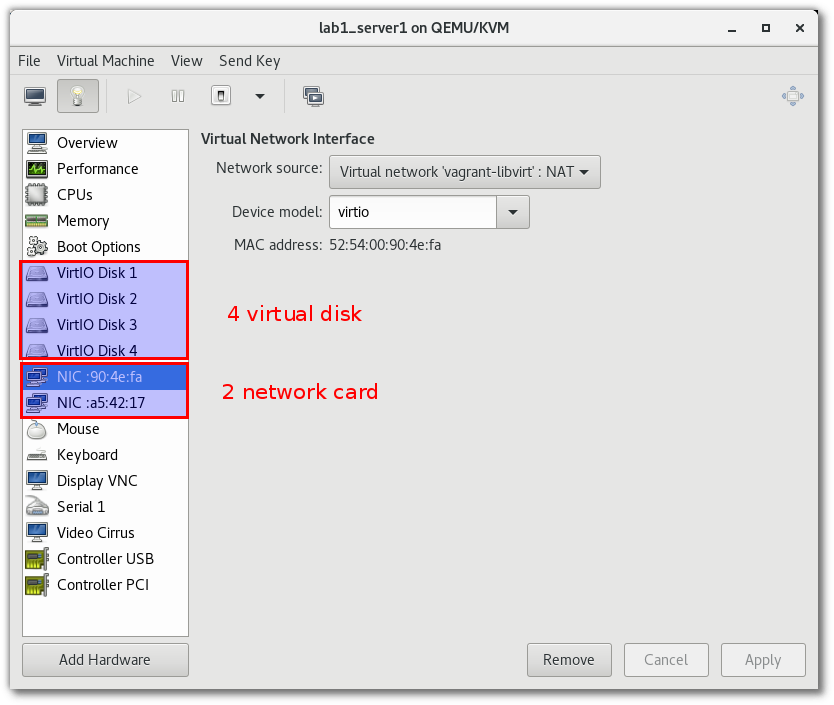 lab1_server1 on QEMU/KVM
File Virtual Machine View Send Key
Overview
Performance
CPUs
Memory
Boot Options
VirtIO Disk 1
VirtIO Disk 2
VirtIO Disk 3
VirtIO Disk 4
NIC :90:4e:fa
NIC :a5:42:17
Mouse
Keyboard
Display VNC
Serial 1
Video Cirrus
Controller USB
Controller PCI
Add Hardware
Virtual Network Interface
Network source: Virtual network 'vagrant-libvirt' : NAT
Device model: virtio
MAC address: 52:54:00:90:4e:fa
4 virtual disk
2 network card
Remove Cancel Apply